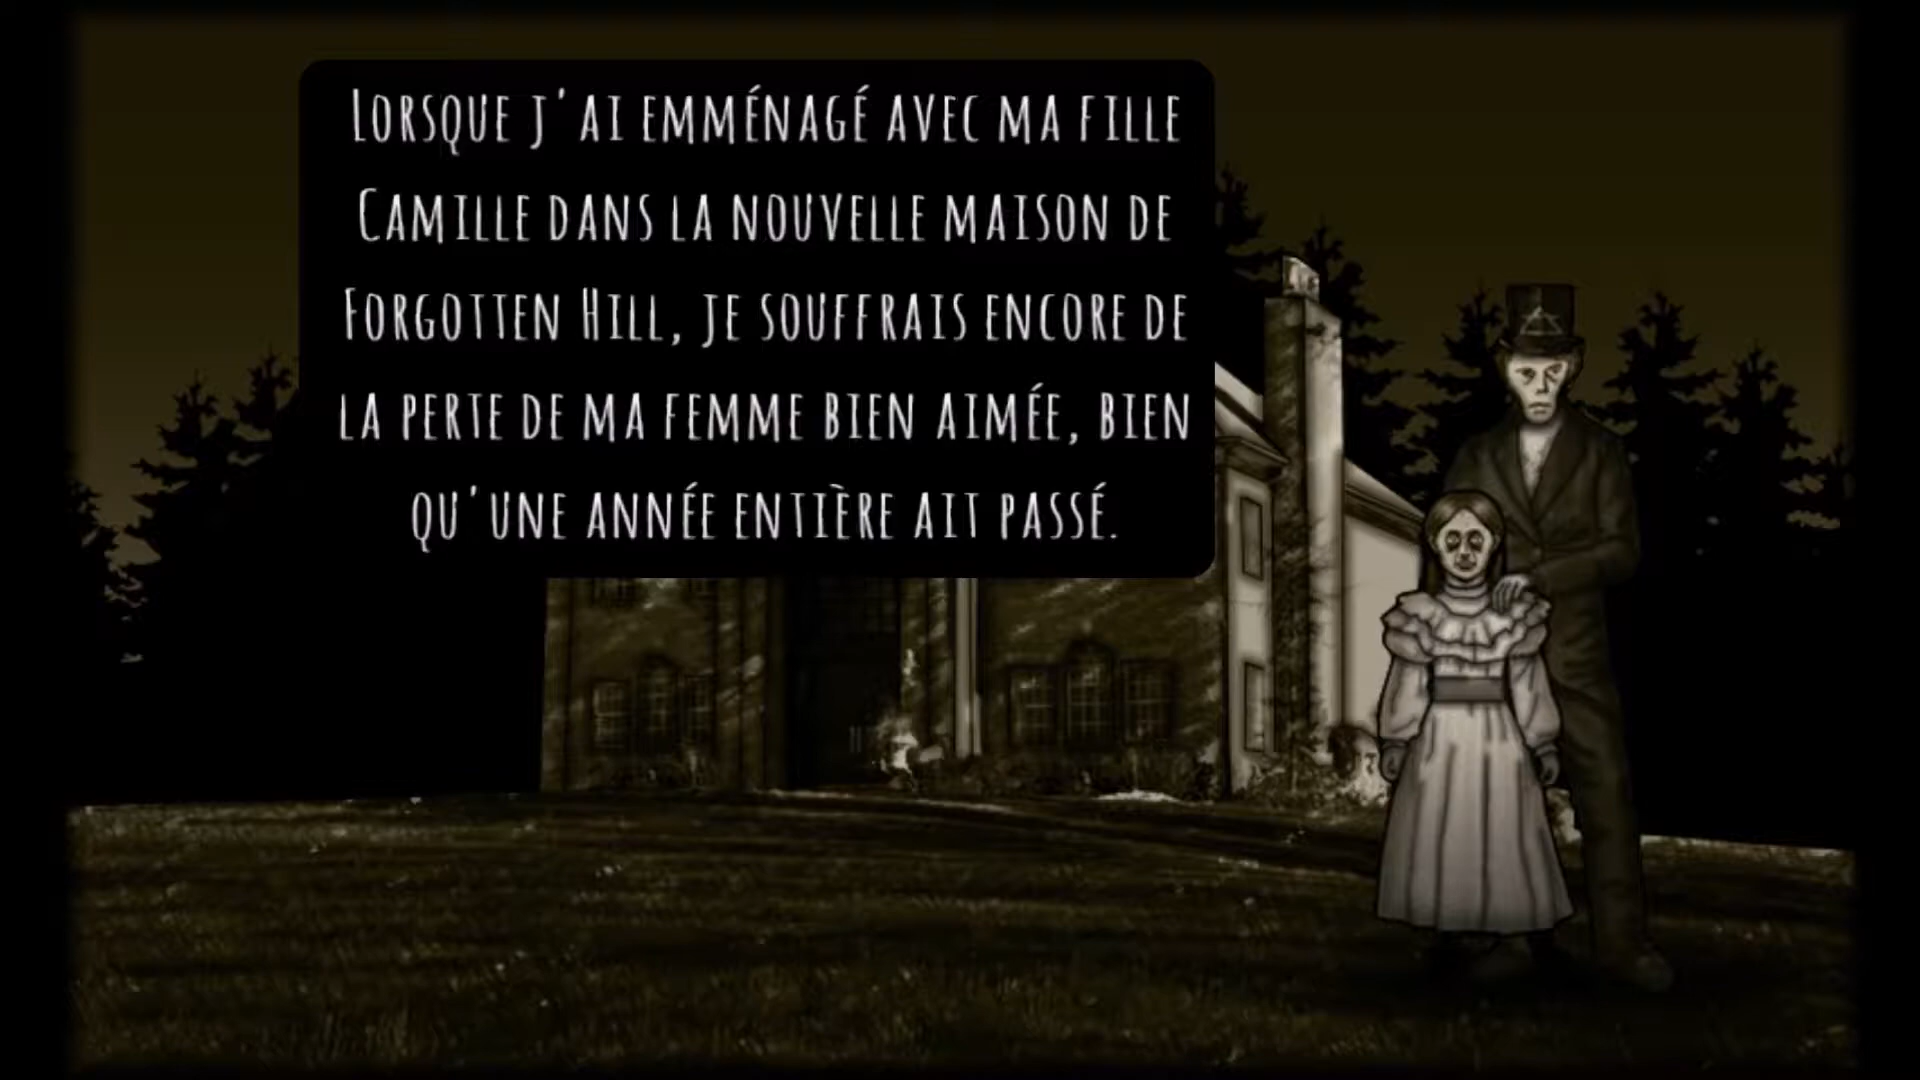 Lorsque j'ai emménagé avec ma fille
Camille dans la nouvelle maison de
Forgotten Hill, je souffrais encore de
la perte de ma femme bien aimée, bien
qu'une année entière ait passé.